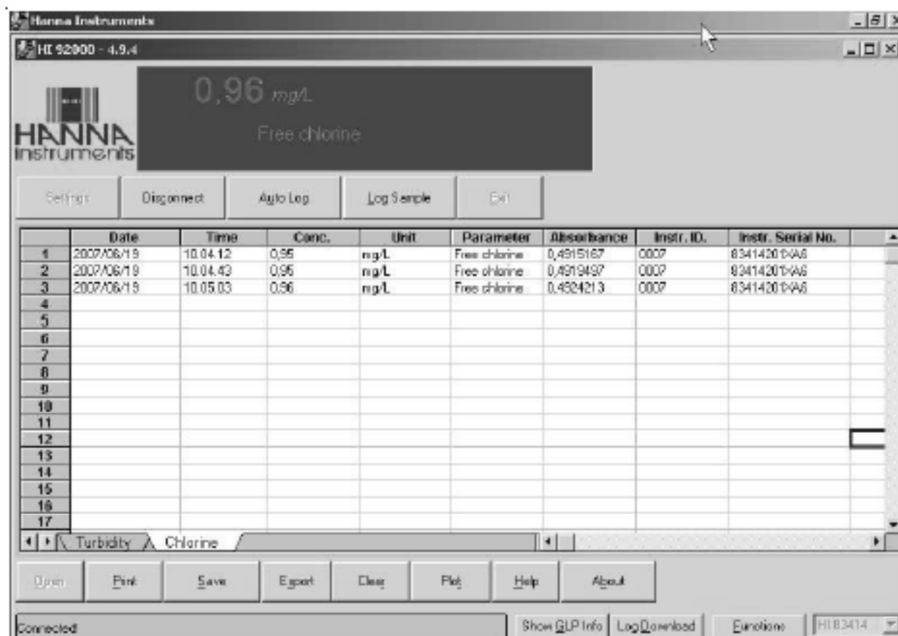 Hanna Instruments
HI 92000 - 4.9.4
0,96 mg/L
Free chlorine
HANNA
instruments
Settings Disconnect Auto Log Log Sample Exit
Date Time Conc. Unit Parameter Absorbance Instr. ID. Instr. Serial No.
1 2007/06/19 10.04.12 0,95 mg/L Free chlorine 0,4915167 0007
2 2007/06/19 10.04.43 0,95 mg/L Free chlorine 0,4919497 0007
3 2007/06/19 10.05.03 0,96 mg/L Free chlorine 0,4924213 0007
4
5
6
7
8
9
10
11
12
13
14
15
16
17
Turbidity Chlorine
Open Print Save Export Clear Plot Help About
Connected Show GLP Info Log Download Functions HI 83414